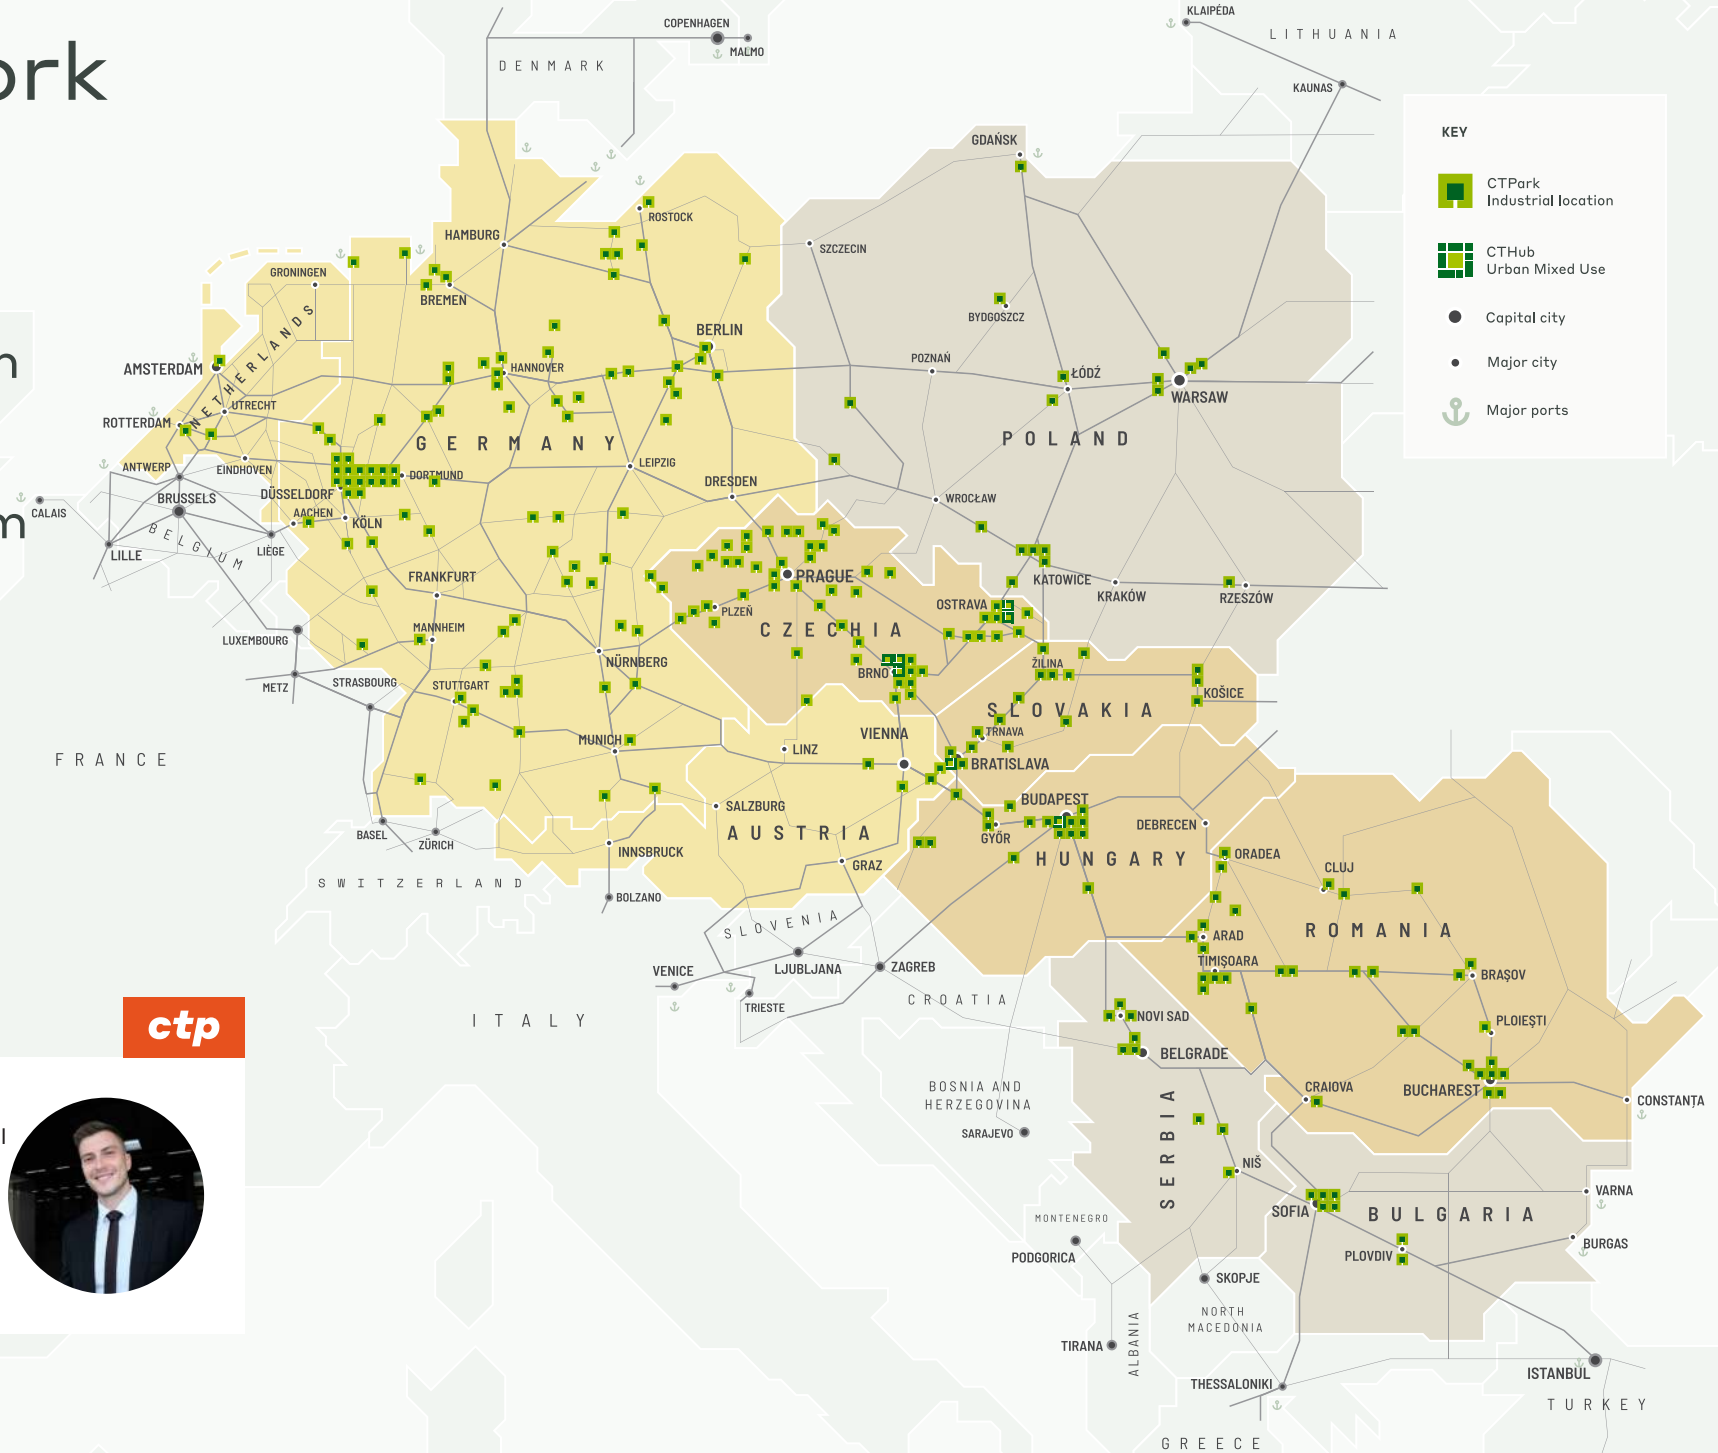 ork
n
m
l
ctp
KEY
CTPark
Industrial location
CTHub
Urban Mixed Use
Capital city
Major city
Major ports
COPENHAGEN
MALMO
DENMARK
KLAIPĖDA
LITHUANIA
KAUNAS
GDAŃSK
ROSTOCK
HAMBURG
SZCZECIN
GRONINGEN
BREMEN
BYDGOSZCZ
BERLIN
AMSTERDAM
NETHERLANDS
HANNOVER
POZNAŃ
ŁÓDŹ
WARSAW
UTRECHT
ROTTERDAM
GERMANY
POLAND
ANTWERP
EINDHOVEN
DORTMUND
LEIPZIG
DRESDEN
BRUSSELS
DÜSSELDORF
WROCŁAW
CALAIS
AACHEN
KÖLN
BELGIUM
LILLE
LIÈGE
FRANKFURT
PRAGUE
KATOWICE
KRAKÓW
RZESZÓW
PLZEŇ
OSTRAVA
MANNHEIM
CZECHIA
LUXEMBOURG
NÜRNBERG
BRNO
ŽILINA
METZ
STRASBOURG
STUTTGART
KOŠICE
SLOVAKIA
VIENNA
TRNAVA
MUNICH
LINZ
BRATISLAVA
FRANCE
SALZBURG
BUDAPEST
AUSTRIA
GYÖR
DEBRECEN
BASEL
ZÜRICH
INNSBRUCK
GRAZ
HUNGARY
ORADEA
CLUJ
SWITZERLAND
BOLZANO
SLOVENIA
ROMANIA
ARAD
VENICE
LJUBLJANA
ZAGREB
TIMIŞOARA
BRAŞOV
TRIESTE
CROATIA
ITALY
NOVI SAD
PLOIEŞTI
BELGRADE
BOSNIA AND
HERZEGOVINA
CRAIOVA
BUCHAREST
CONSTANȚA
SARAJEVO
SERBIA
NIŠ
VARNA
SOFIA
BULGARIA
MONTENEGRO
PODGORICA
PLOVDIV
BURGAS
SKOPJE
NORTH
MACEDONIA
TIRANA
ALBANIA
ISTANBUL
THESSALONIKI
TURKEY
GREECE